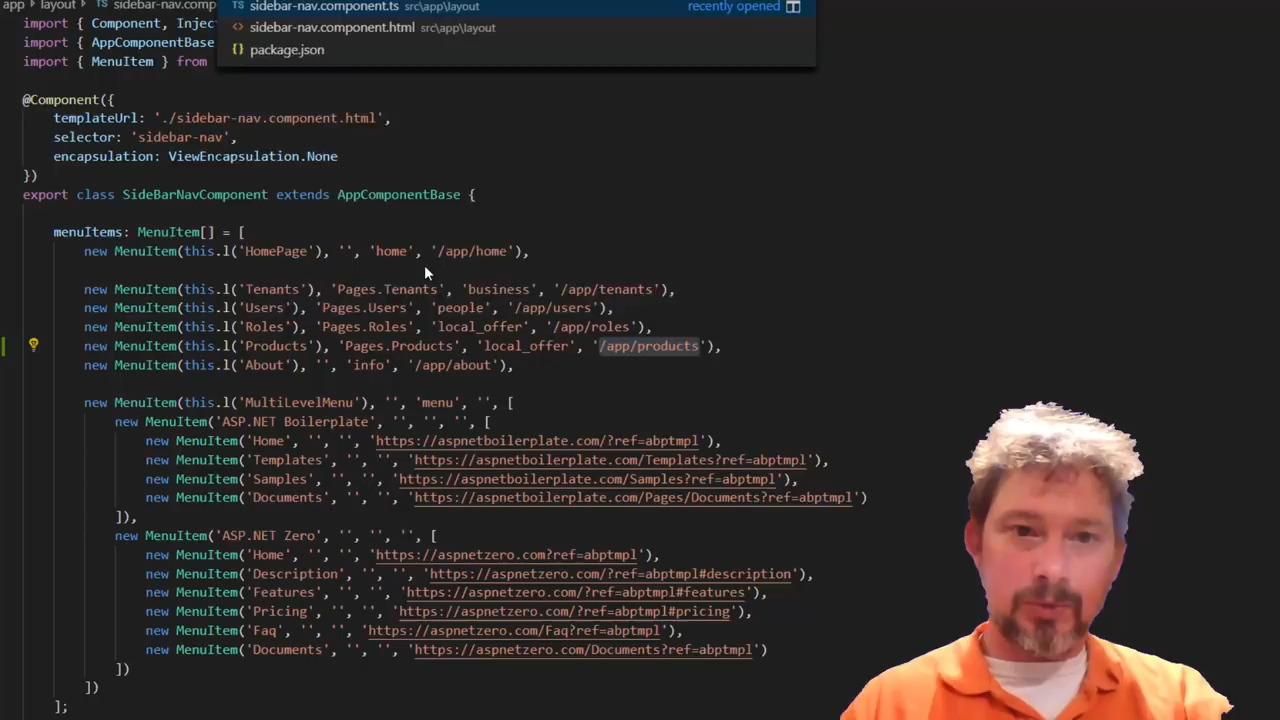 app > layout > sidebar-nav.comp
sidebar-nav.component.ts src\app\layout recently opened
sidebar-nav.component.html src\app\layout
{} package.json
import { Component, Injec
import { AppComponentBase
import { MenuItem } from
@Component({
templateUrl: './sidebar-nav.component.html',
selector: 'sidebar-nav',
encapsulation: ViewEncapsulation.None
})
export class SideBarNavComponent extends AppComponentBase {
menuItems: MenuItem[] = [
new MenuItem(this.l('HomePage'), '', 'home', '/app/home'),
new MenuItem(this.l('Tenants'), 'Pages.Tenants', 'business', '/app/tenants'),
new MenuItem(this.l('Users'), 'Pages.Users', 'people', '/app/users'),
new MenuItem(this.l('Roles'), 'Pages.Roles', 'local_offer', '/app/roles'),
new MenuItem(this.l('Products'), 'Pages.Products', 'local_offer', '/app/products'),
new MenuItem(this.l('About'), '', 'info', '/app/about'),
new MenuItem(this.l('MultiLevelMenu'), '', 'menu', '', [
new MenuItem('ASP.NET Boilerplate', '', '', '', [
new MenuItem('Home', '', '', 'https://aspnetboilerplate.com/?ref=abptmpl'),
new MenuItem('Templates', '', '', 'https://aspnetboilerplate.com/Templates?ref=abptmpl'),
new MenuItem('Samples', '', '', 'https://aspnetboilerplate.com/Samples?ref=abptmpl'),
new MenuItem('Documents', '', '', 'https://aspnetboilerplate.com/Pages/Documents?ref=abptmpl')
]),
new MenuItem('ASP.NET Zero', '', '', '', [
new MenuItem('Home', '', '', 'https://aspnetzero.com?ref=abptmpl'),
new MenuItem('Description', '', '', 'https://aspnetzero.com/?ref=abptmpl#description'),
new MenuItem('Features', '', '', 'https://aspnetzero.com/?ref=abptmpl#features'),
new MenuItem('Pricing', '', '', 'https://aspnetzero.com/?ref=abptmpl#pricing'),
new MenuItem('Faq', '', '', 'https://aspnetzero.com/Faq?ref=abptmpl'),
new MenuItem('Documents', '', '', 'https://aspnetzero.com/Documents?ref=abptmpl')
])
])
];